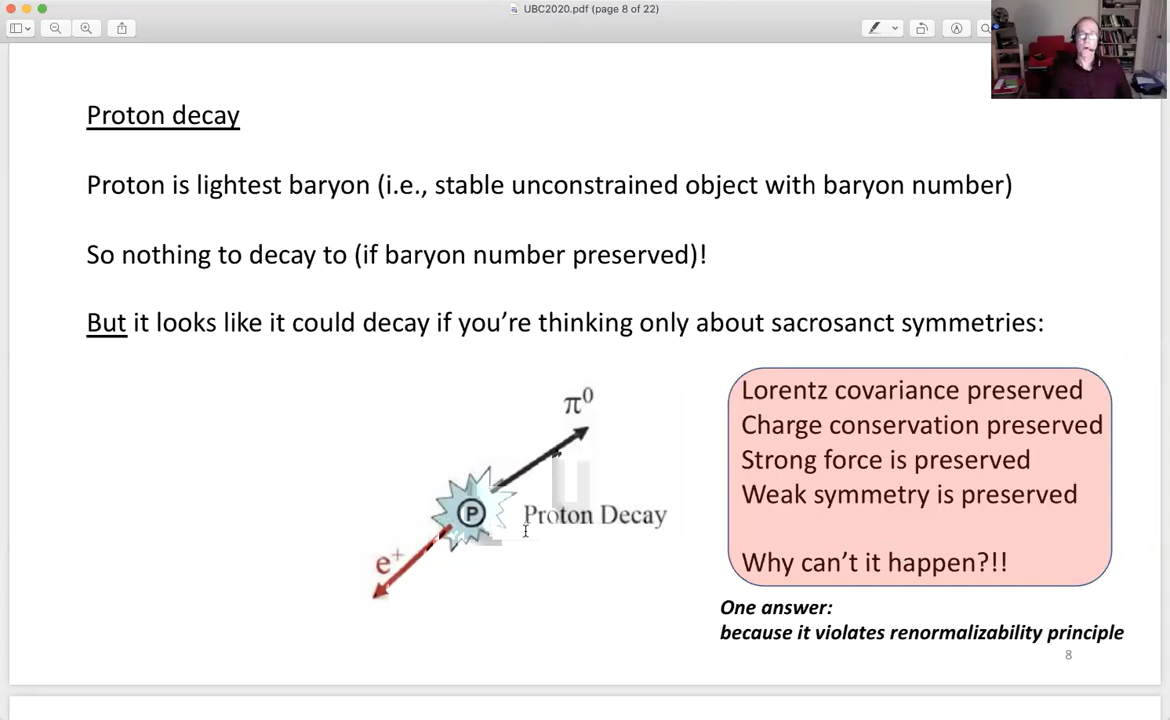 UBC2020.pdf (page 8 of 22)
Proton decay
Proton is lightest baryon (i.e., stable unconstrained object with baryon number)
So nothing to decay to (if baryon number preserved)!
But it looks like it could decay if you're thinking only about sacrosanct symmetries:
π⁰
P
Proton Decay
e⁺
Lorentz covariance preserved
Charge conservation preserved
Strong force is preserved
Weak symmetry is preserved
Why can't it happen?!!
One answer:
because it violates renormalizability principle
8